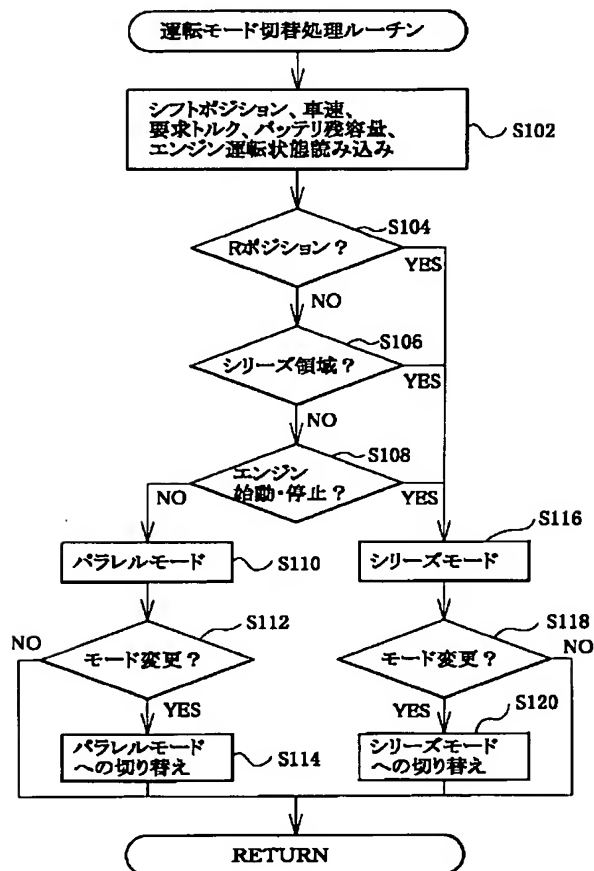 運転モード切替処理ルーチン
シフトポジション、車速、
要求トルク、バッテリ残容量、
エンジン運転状態読み込み
S102
S104
Rポジション？
YES
NO
S106
シリーズ領域？
YES
NO
S108
エンジン
始動・停止？
NO
YES
S116
パラレルモード
S110
シリーズモード
S112
S118
NO
モード変更？
モード変更？
NO
YES
YES
S120
パラレルモード
への切り替え
S114
シリーズモード
への切り替え
RETURN